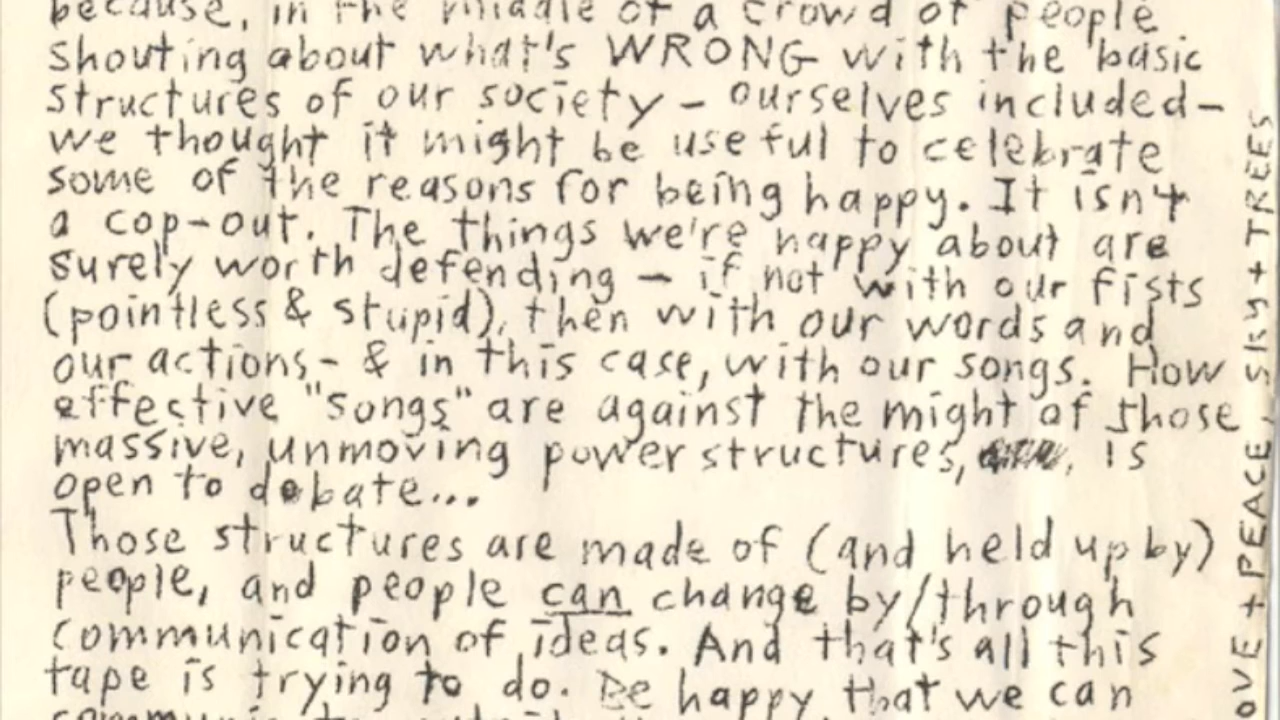 because, in the middle of a crowd of people
shouting about what's WRONG with the basic
structures of our society - ourselves included-
we thought it might be useful to celebrate
some of the reasons for being happy. It isn't
a cop-out. The things we're happy about are
surely worth defending - if not with our fists
(pointless & stupid), then with our words and
our actions- & in this case, with our songs. How
effective "songs" are against the might of those
massive, unmoving power structures, is
open to debate...
Those structures are made of (and held up by)
people, and people can change by/through
communication of ideas. And that's all this
tape is trying to do. Be happy that we can
OVE + PEACE, SKY + TREES